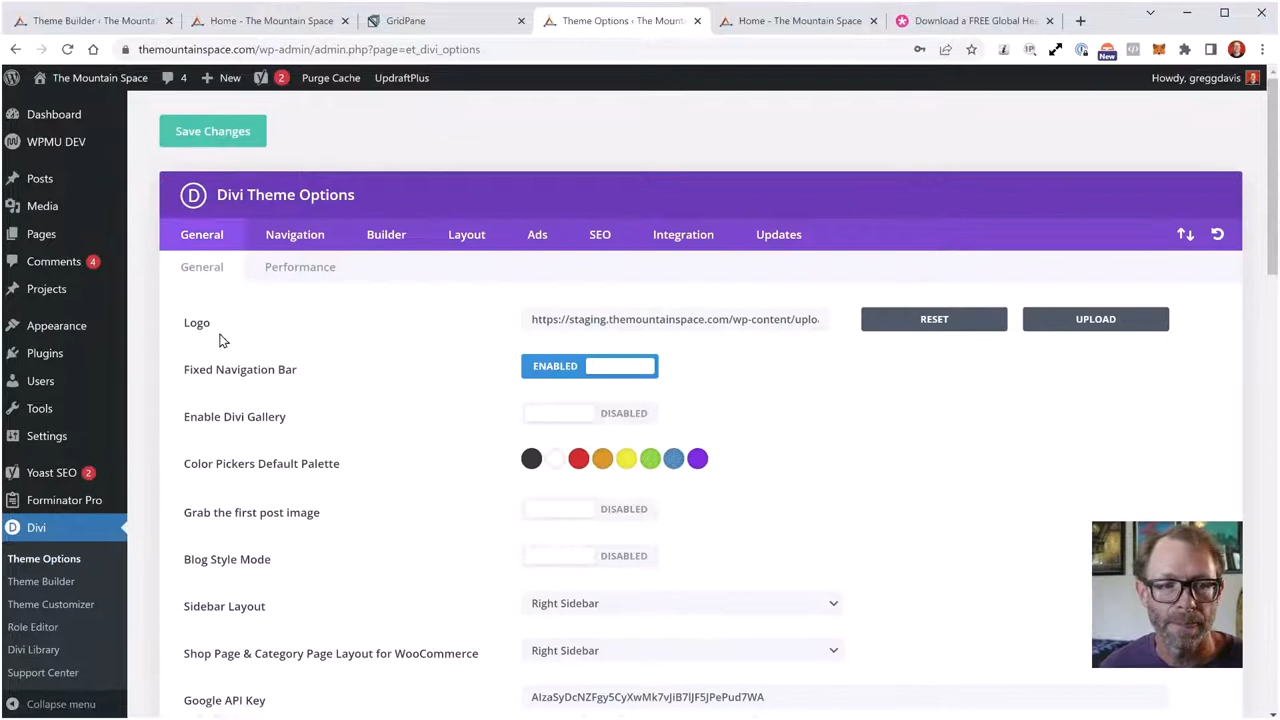 Theme Builder ‹ The Mountai
Home - The Mountain Space
GridPane
Theme Options ‹ The Mount
Home - The Mountain Space
Download a FREE Global Hea
themountainspace.com/wp-admin/admin.php?page=et_divi_options
New
The Mountain Space
4
New
2
Purge Cache
UpdraftPlus
Howdy, greggdavis
Dashboard
WPMU DEV
Posts
Media
Pages
Comments 4
Projects
Appearance
Plugins
Users
Tools
Settings
Yoast SEO 2
Forminator Pro
Divi
Theme Options
Theme Builder
Theme Customizer
Role Editor
Divi Library
Support Center
Collapse menu
Save Changes
D Divi Theme Options
General
Navigation
Builder
Layout
Ads
SEO
Integration
Updates
General
Performance
Logo
https://staging.themountainspace.com/wp-content/uplo
RESET
UPLOAD
Fixed Navigation Bar
ENABLED
Enable Divi Gallery
DISABLED
Color Pickers Default Palette
Grab the first post image
DISABLED
Blog Style Mode
DISABLED
Sidebar Layout
Right Sidebar
Shop Page & Category Page Layout for WooCommerce
Right Sidebar
Google API Key